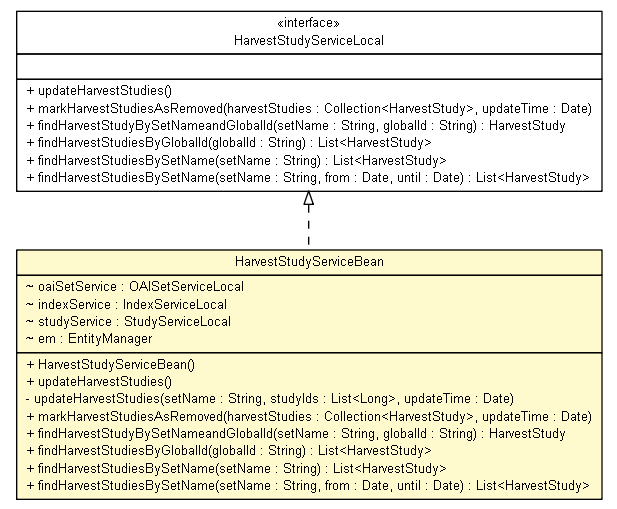 «interface»
HarvestStudyServiceLocal
+ updateHarvestStudies()
+ markHarvestStudiesAsRemoved(harvestStudies : Collection<HarvestStudy>, updateTime : Date)
+ findHarvestStudyBySetNameandGlobalId(setName : String, globalId : String) : HarvestStudy
+ findHarvestStudiesByGlobalId(globalId : String) : List<HarvestStudy>
+ findHarvestStudiesBySetName(setName : String) : List<HarvestStudy>
+ findHarvestStudiesBySetName(setName : String, from : Date, until : Date) : List<HarvestStudy>
HarvestStudyServiceBean
~ oaiSetService : OAISetServiceLocal
~ indexService : IndexServiceLocal
~ studyService : StudyServiceLocal
~ em : EntityManager
+ HarvestStudyServiceBean()
+ updateHarvestStudies()
- updateHarvestStudies(setName : String, studyIds : List<Long>, updateTime : Date)
+ markHarvestStudiesAsRemoved(harvestStudies : Collection<HarvestStudy>, updateTime : Date)
+ findHarvestStudyBySetNameandGlobalId(setName : String, globalId : String) : HarvestStudy
+ findHarvestStudiesByGlobalId(globalId : String) : List<HarvestStudy>
+ findHarvestStudiesBySetName(setName : String) : List<HarvestStudy>
+ findHarvestStudiesBySetName(setName : String, from : Date, until : Date) : List<HarvestStudy>